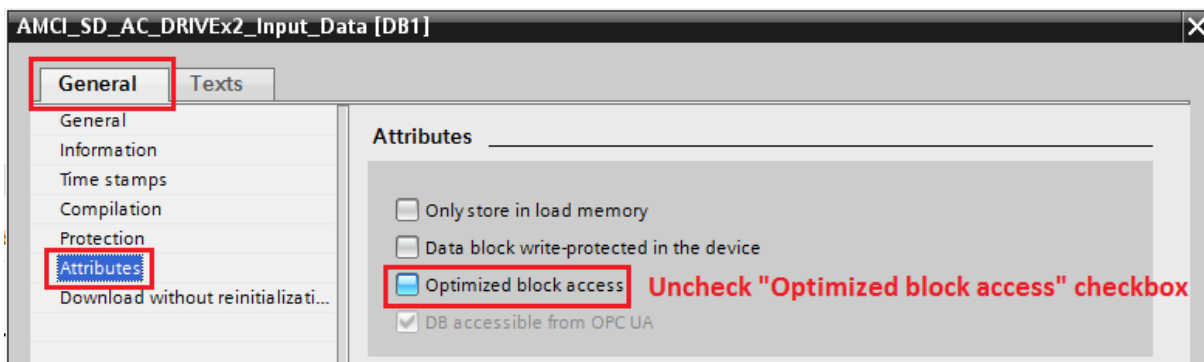 AMCI_SD_AC_DRIVEx2_Input_Data [DB1]
General
Texts
General
Information
Time stamps
Compilation
Protection
Attributes
Download without reinitializati...
Attributes
Only store in load memory
Data block write-protected in the device
Optimized block access
Uncheck "Optimized block access" checkbox
DB accessible from OPC UA